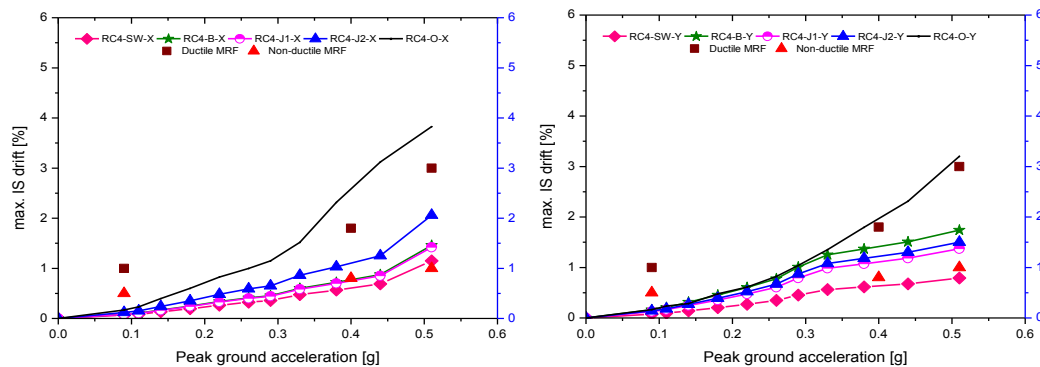 RC4-SW-X RC4-B-X RC4-J1-X RC4-J2-X RC4-O-X
Ductile MRF Non-ductile MRF
max. IS drift [%]
6
5
4
3
2
1
0
6
5
4
3
2
1
0
0.0 0.1 0.2 0.3 0.4 0.5 0.6
Peak ground acceleration [g]
RC4-SW-Y RC4-B-Y RC4-J1-Y RC4-J2-Y RC4-O-Y
Ductile MRF Non-ductile MRF
max. IS drift [%]
6
5
4
3
2
1
0
6
5
4
3
2
1
0
0.0 0.1 0.2 0.3 0.4 0.5 0.6
Peak ground acceleration [g]